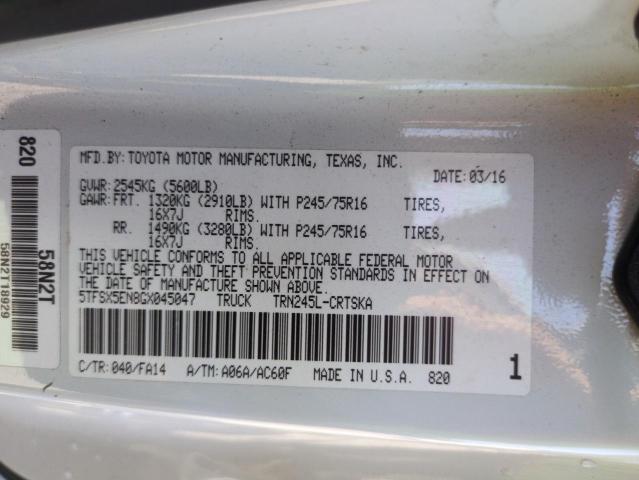 MFD.BY: TOYOTA MOTOR MANUFACTURING, TEXAS, INC.
DATE: 03/16
GVWR: 2545KG (5600LB)
GAWR: FRT. 1320KG (2910LB) WITH P245/75R16 TIRES,
16X7J RIMS.
RR. 1490KG (3280LB) WITH P245/75R16 TIRES,
16X7J RIMS.
THIS VEHICLE CONFORMS TO ALL APPLICABLE FEDERAL MOTOR
VEHICLE SAFETY AND THEFT PREVENTION STANDARDS IN EFFECT ON
THE DATE OF MANUFACTURE SHOWN ABOVE.
5TFSX5EN8GX045047 TRUCK TRN245L-CRTSKA
C/TR: 040/FA14 A/TM: A06A/AC60F MADE IN U.S.A. 820
1
820
58N2T
58N2T19929